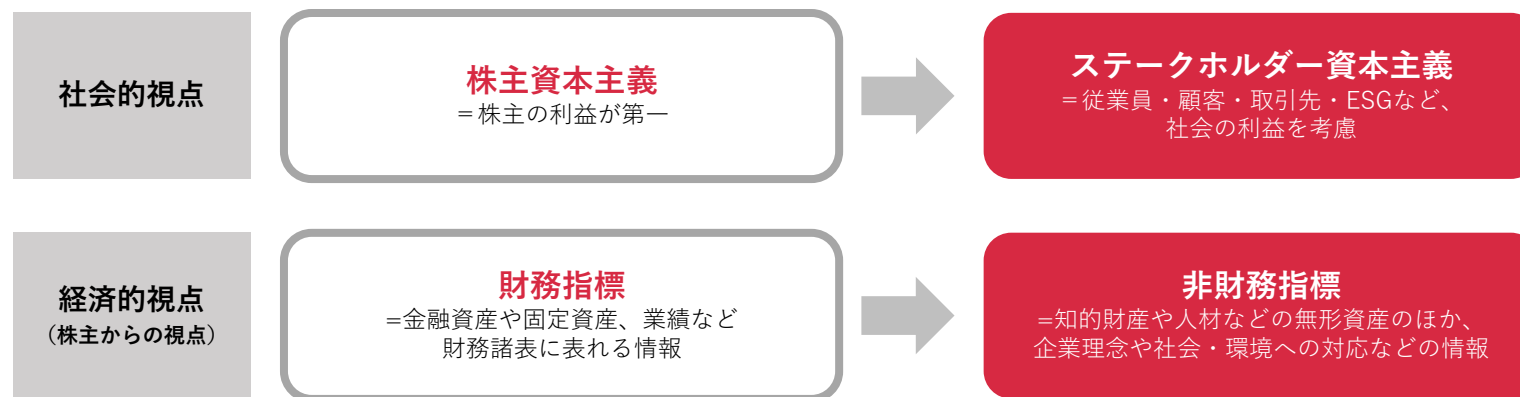 社会的視点
株主資本主義
＝株主の利益が第一
ステークホルダー資本主義
＝従業員・顧客・取引先・ESGなど、
社会の利益を考慮
経済的視点
（株主からの視点）
財務指標
=金融資産や固定資産、業績など
財務諸表に表れる情報
非財務指標
=知的財産や人材などの無形資産のほか、
企業理念や社会・環境への対応などの情報